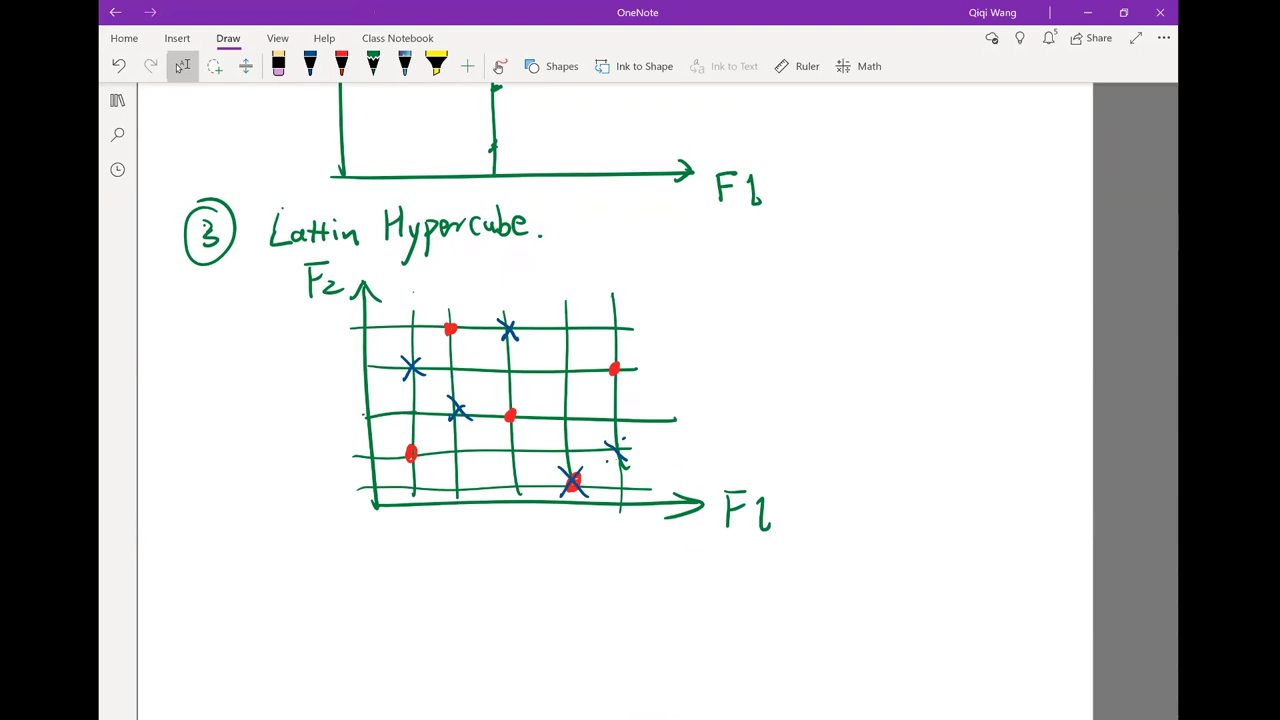 OneNote
Qiqi Wang
Home Insert Draw View Help Class Notebook
5 Share
Shapes Ink to Shape Ink to Text Ruler Math
F1
3 Lattin Hypercube.
F2
F1